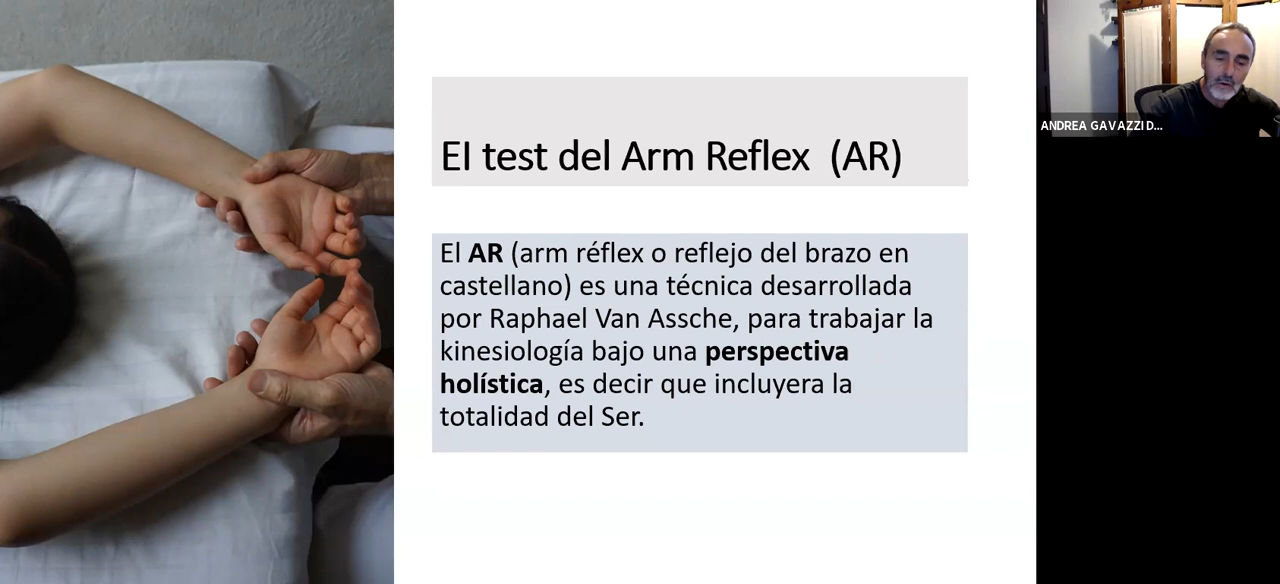 El test del Arm Reflex (AR)
El AR (arm réflex o reflejo del brazo en
castellano) es una técnica desarrollada
por Raphael Van Assche, para trabajar la
kinesiología bajo una perspectiva
holística, es decir que incluyera la
totalidad del Ser.
ANDREA GAVAZZI D...